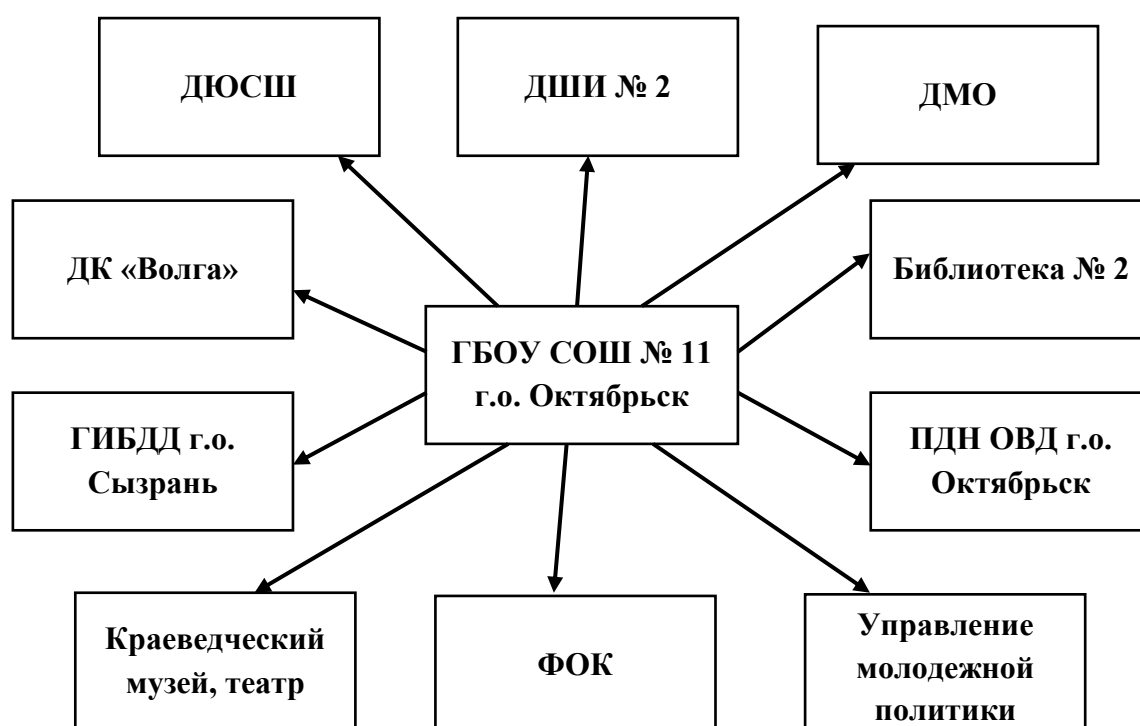 ДЮСШ
ДШИ № 2
ДМО
ДК «Волга»
Библиотека № 2
ГБОУ СОШ № 11
г.о. Октябрьск
ГИБДД г.о.
Сызрань
ПДН ОВД г.о.
Октябрьск
Краеведческий
музей, театр
ФОК
Управление
молодежной
политики